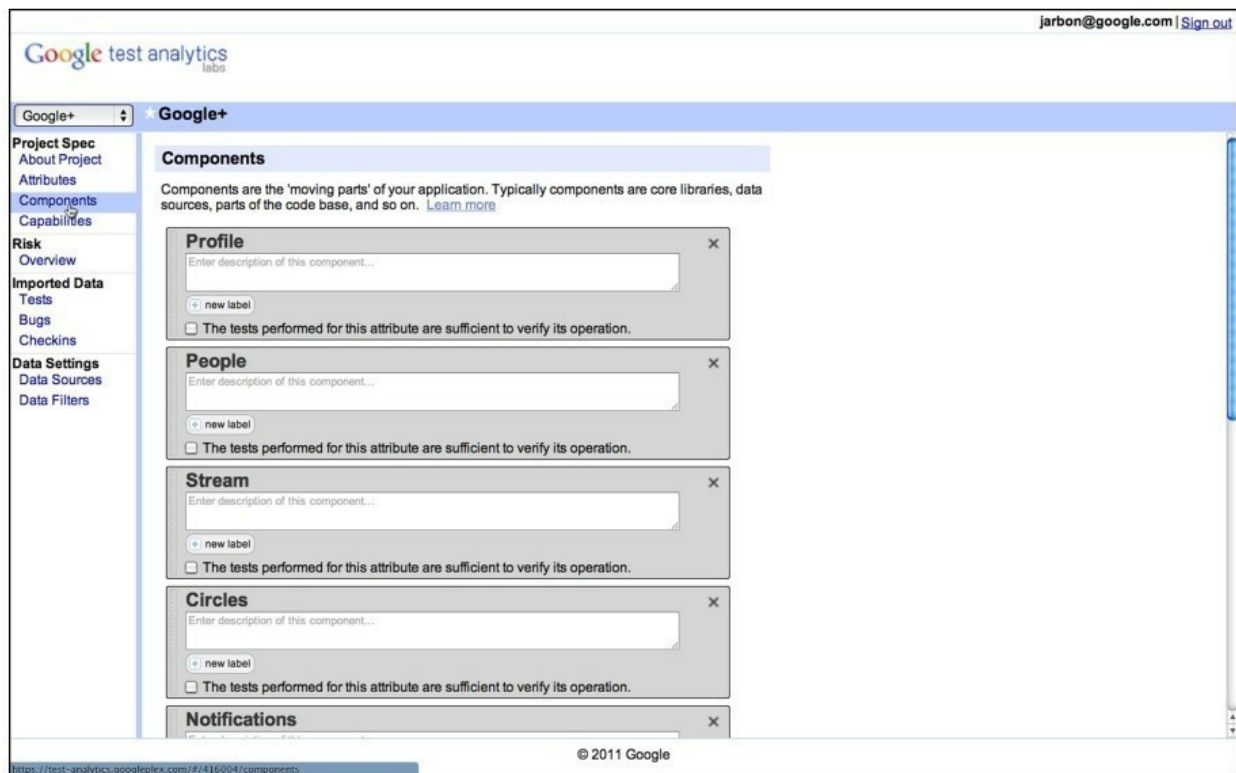 jarbon@google.com | Sign out
Google test analytics
labs
Google+
Google+
Project Spec
About Project
Attributes
Components
Capabilities
Risk
Overview
Imported Data
Tests
Bugs
Checkins
Data Settings
Data Sources
Data Filters
Components
Components are the 'moving parts' of your application. Typically components are core libraries, data
sources, parts of the code base, and so on. Learn more
Profile
Enter description of this component...
new label
The tests performed for this attribute are sufficient to verify its operation.
People
Enter description of this component...
new label
The tests performed for this attribute are sufficient to verify its operation.
Stream
Enter description of this component...
new label
The tests performed for this attribute are sufficient to verify its operation.
Circles
Enter description of this component...
new label
The tests performed for this attribute are sufficient to verify its operation.
Notifications
© 2011 Google
https://test-analytics.googleplex.com/#/416004/components